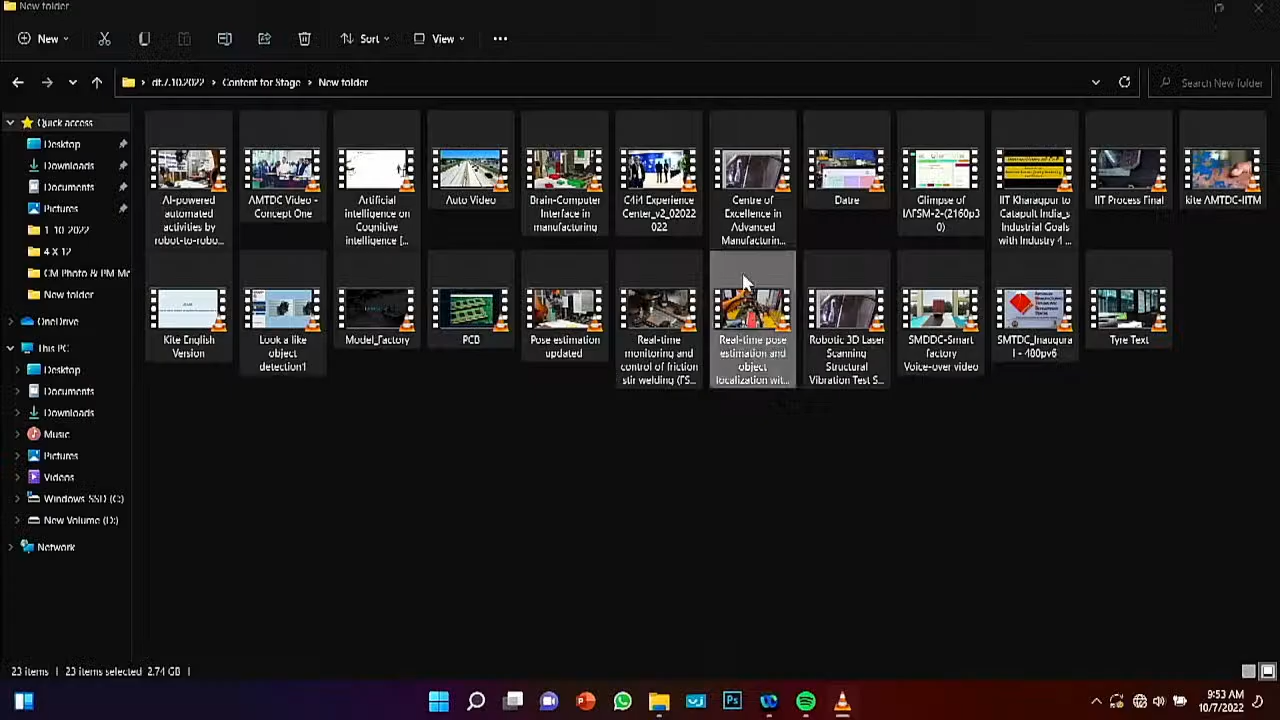 New folder
New
Sort
View
dt.7.10.2022 > Content for Stage > New folder
Search New folder
Quick access
Desktop
Downloads
Documents
Pictures
1 10 2022
4 X 12
CM Photo & PM Mo
New folder
OneDrive
This PC
Desktop
Documents
Downloads
Music
Pictures
Videos
Windows SSD (C:)
New Volume (D:)
Network
AI-powered
automated
activities by
robot-to-robo...
AMTDC Video -
Concept One
Artificial
intelligence on
Cognitive
intelligence [...
Auto Video
Brain-Computer
Interface in
manufacturing
C4i4 Experience
Center_v2_022022
022
Centre of
Excellence in
Advanced
Manufacturin...
Datre
Glimpse of
IAFSM-2-(2160p3
0)
IIT Kharagpur to
Catapult India_s
Industrial Goals
with Industry 4 ...
IIT Process Final
kite AMTDC-IITM
Kite English
Version
Look a like
object
detection1
Model_Factory
PCB
Pose estimation
updated
Real-time
monitoring and
control of friction
stir welding (FS...
Real-time pose
estimation and
object
localization wit...
Robotic 3D Laser
Scanning
Structural
Vibration Test S...
SMDDC-Smart
factory
Voice-over video
SMTDC_Inaugura
l - 480pv6
Tyre Text
23 items | 23 items selected 2.74 GB |
9:53 AM
10/7/2022